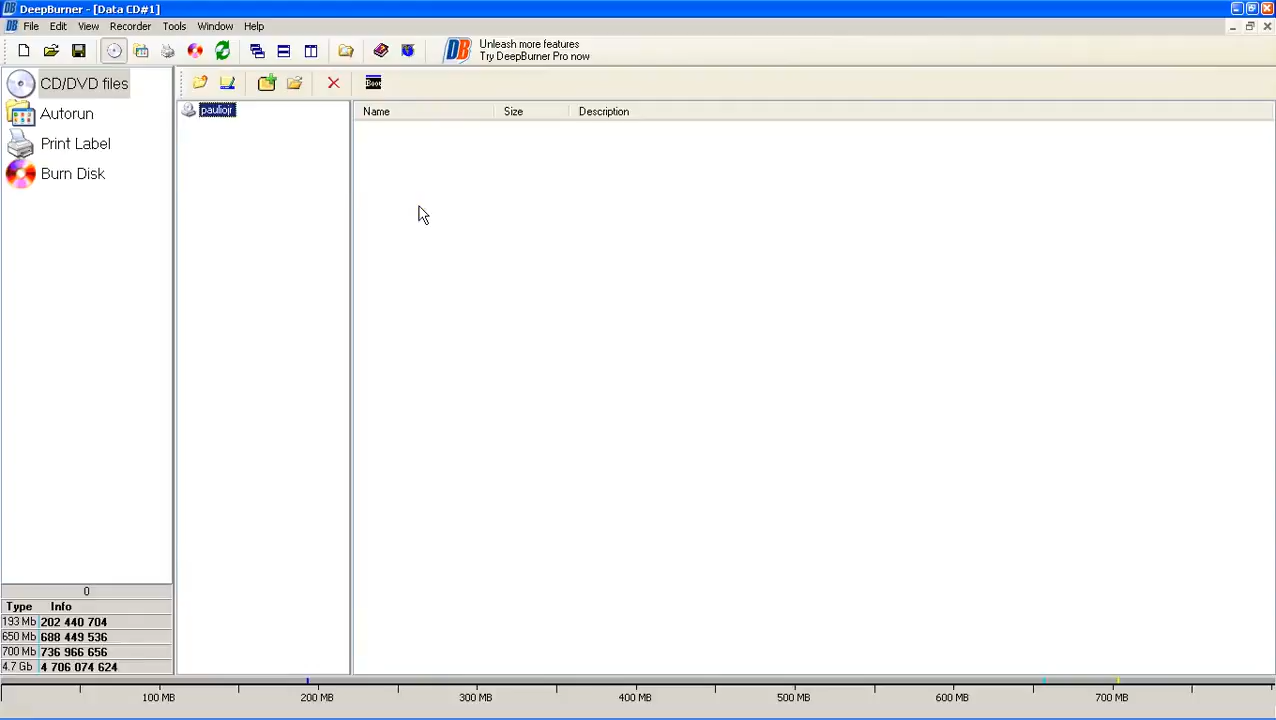 DeepBurner - [Data CD#1]
File Edit View Recorder Tools Window Help
DB Unleash more features
Try DeepBurner Pro now
CD/DVD files
Autorun
Print Label
Burn Disk
pauliojr
Boot
Name Size Description
0
Type Info
193 Mb 202 440 704
650 Mb 688 449 536
700 Mb 736 966 656
4.7 Gb 4 706 074 624
100 MB 200 MB 300 MB 400 MB 500 MB 600 MB 700 MB